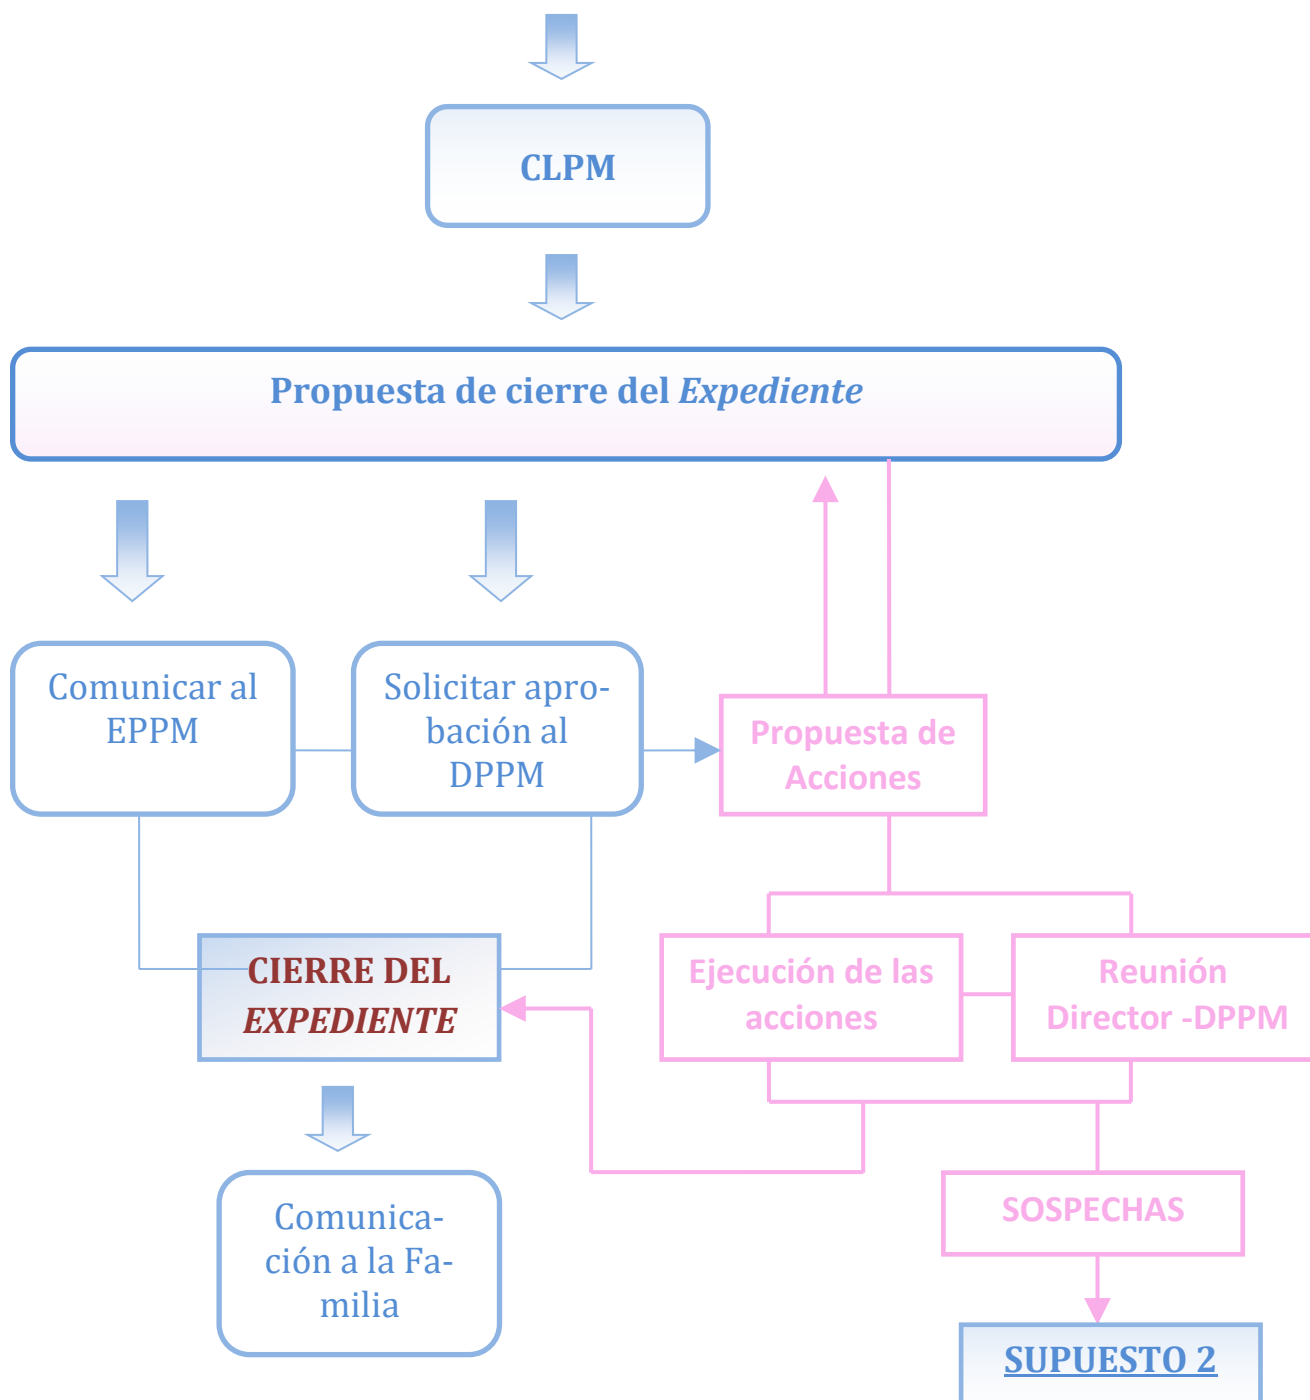 CLPM
Propuesta de cierre del Expediente
Comunicar al
EPPM
Solicitar apro-
bación al
DPPM
Propuesta de
Acciones
CIERRE DEL
EXPEDIENTE
Ejecución de las
acciones
Reunión
Director -DPPM
Comunica-
ción a la Fa-
milia
SOSPECHAS
SUPUESTO 2